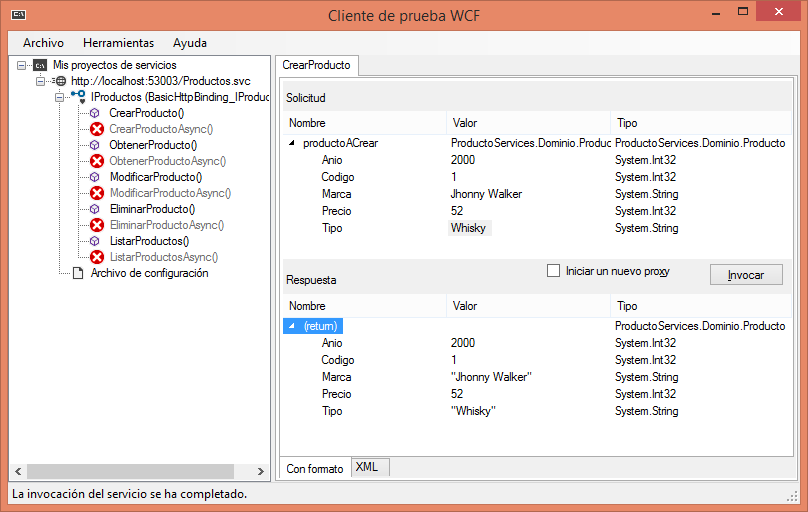 Cliente de prueba WCF
Archivo Herramientas Ayuda
Mis proyectos de servicios
http://localhost:53003/Productos.svc
IProductos (BasicHttpBinding_IProduc
CrearProducto()
CrearProductoAsync()
ObtenerProducto()
ObtenerProductoAsync()
ModificarProducto()
ModificarProductoAsync()
EliminarProducto()
EliminarProductoAsync()
ListarProductos()
ListarProductosAsync()
Archivo de configuración
CrearProducto
Solicitud
Nombre Valor Tipo
productoACrear ProductoServices.Dominio.Produc ProductoServices.Dominio.Producto
Anio 2000 System.Int32
Codigo 1 System.Int32
Marca Jhonny Walker System.String
Precio 52 System.Int32
Tipo Whisky System.String
Respuesta Iniciar un nuevo proxy Invocar
Nombre Valor Tipo
(return) ProductoServices.Dominio.Producto
Anio 2000 System.Int32
Codigo 1 System.Int32
Marca "Jhonny Walker" System.String
Precio 52 System.Int32
Tipo "Whisky" System.String
Con formato XML
La invocación del servicio se ha completado.